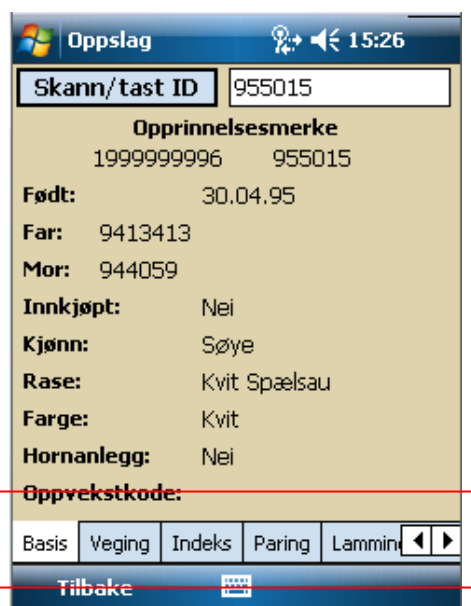 Oppslag 15:26
Skann/tast ID 955015
Opprinnelsesmerke
1999999996 955015
Født: 30.04.95
Far: 9413413
Mor: 944059
Innkjøpt: Nei
Kjønn: Søye
Rase: Kvit Spælsau
Farge: Kvit
Hornanlegg: Nei
Oppvekstkode:
Basis Veging Indeks Paring Lammin
Tilbake